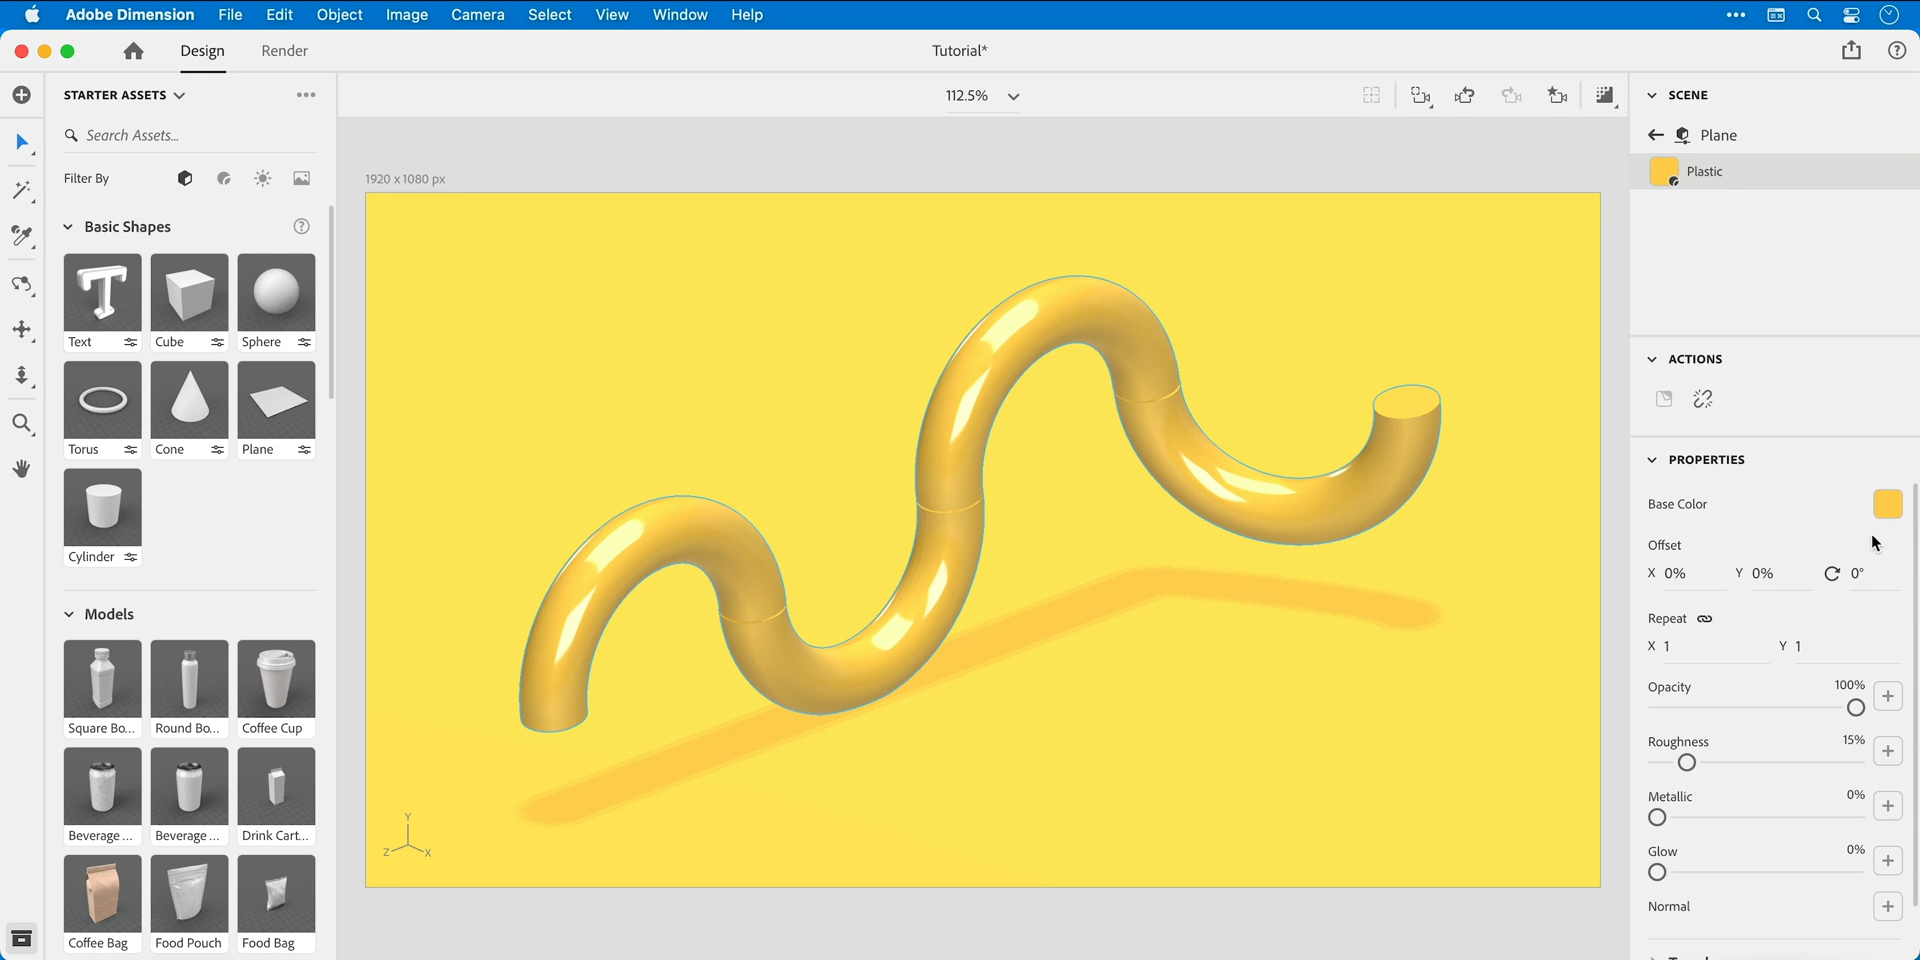 Adobe Dimension File Edit Object Image Camera Select View Window Help
Design Render Tutorial*
STARTER ASSETS
Search Assets...
Filter By
Basic Shapes
Text Cube Sphere
Torus Cone Plane
Cylinder
Models
Square Bo... Round Bo... Coffee Cup
Beverage ... Beverage ... Drink Cart...
Coffee Bag Food Pouch Food Bag
112.5%
1920 x 1080 px
Y
Z X
SCENE
Plane
Plastic
ACTIONS
PROPERTIES
Base Color
Offset
X 0% Y 0% 0°
Repeat
X 1 Y 1
Opacity 100%
Roughness 15%
Metallic 0%
Glow 0%
Normal